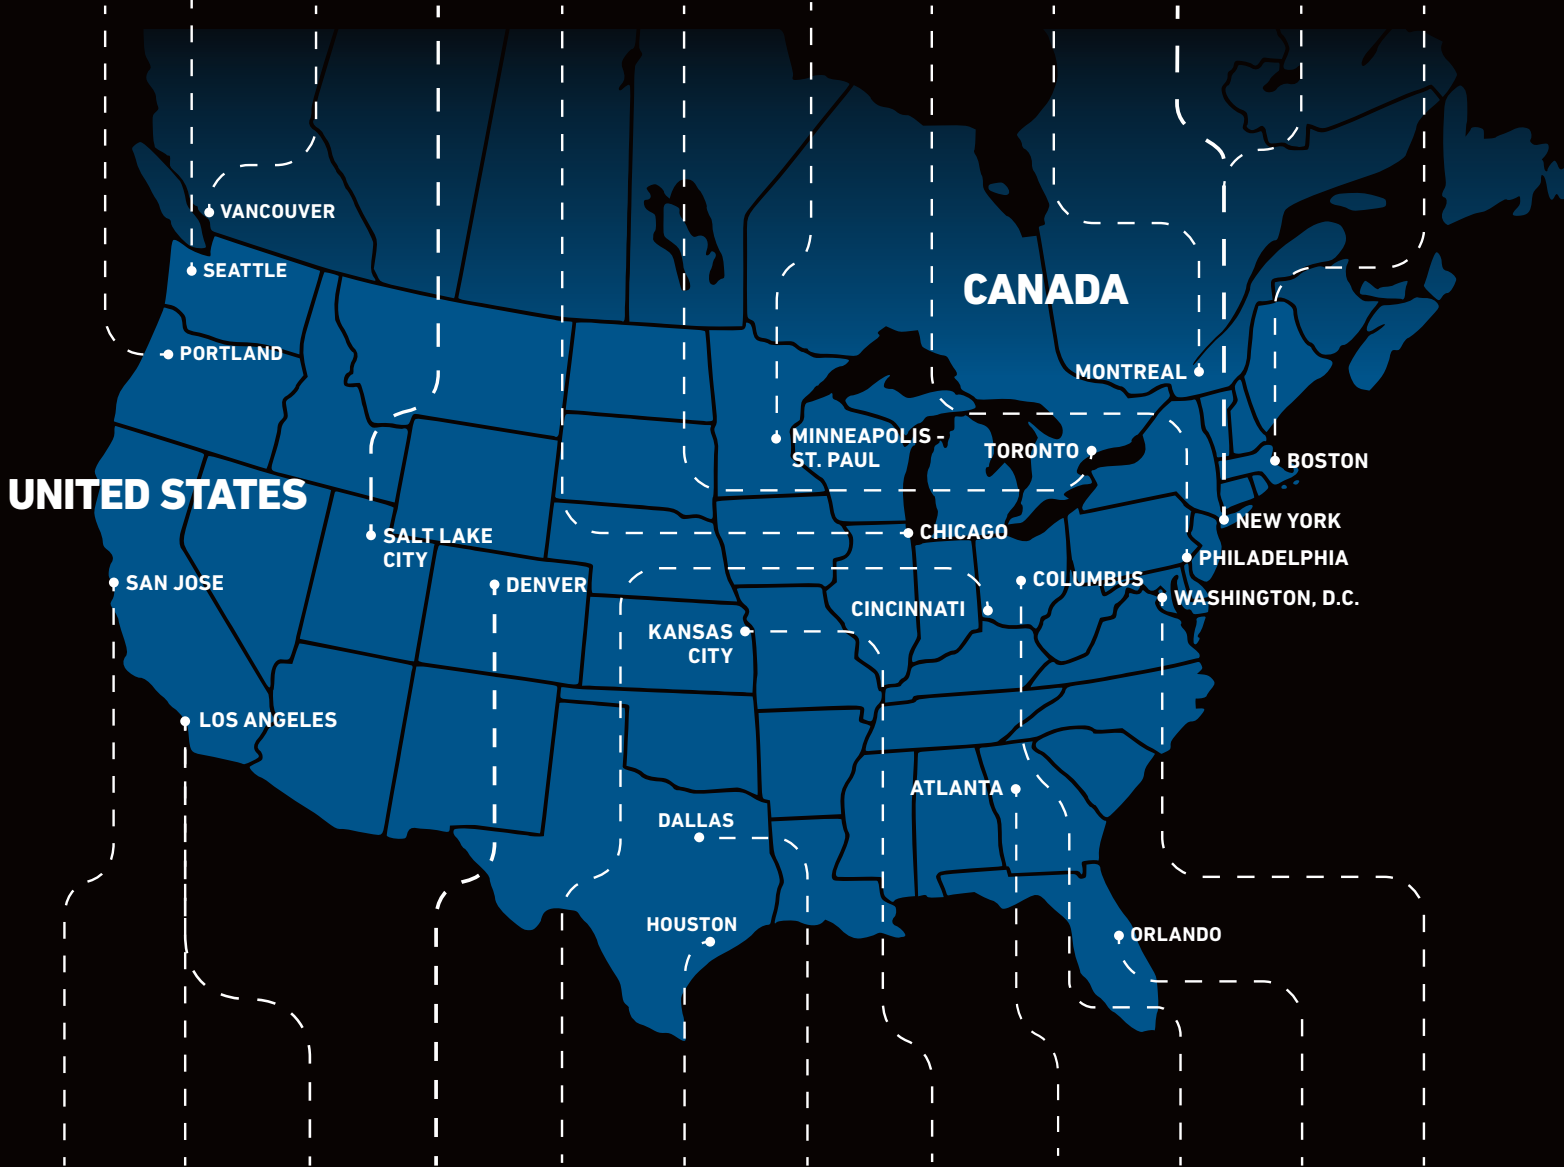 VANCOUVER
SEATTLE
CANADA
PORTLAND
MONTREAL
MINNEAPOLIS -
ST. PAUL
TORONTO
BOSTON
UNITED STATES
NEW YORK
SALT LAKE
CITY
CHICAGO
PHILADELPHIA
SAN JOSE
DENVER
COLUMBUS
WASHINGTON, D.C.
CINCINNATI
KANSAS
CITY
LOS ANGELES
ATLANTA
DALLAS
HOUSTON
ORLANDO